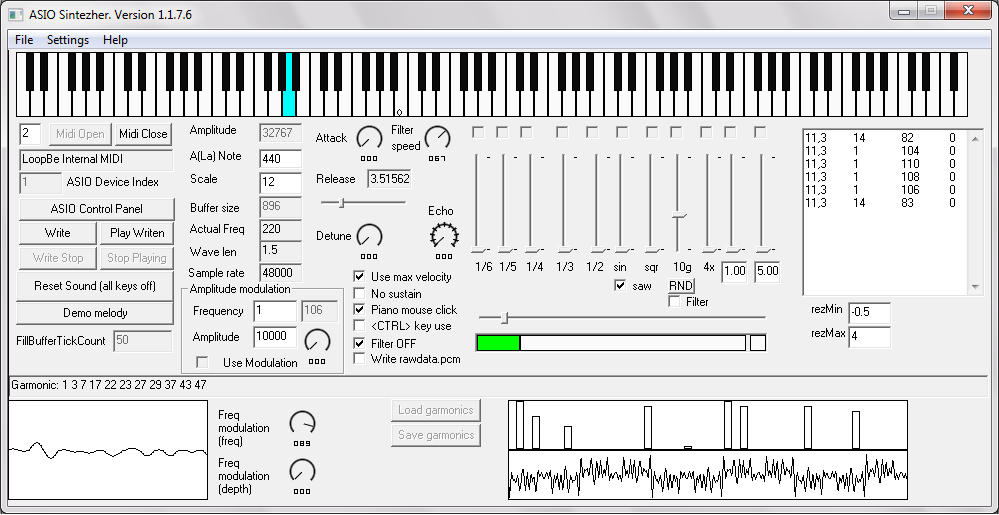 ASIO Sintezher. Version 1.1.7.6
File Settings Help
2 Midi Open Midi Close
LoopBe Internal MIDI
1 ASIO Device Index
ASIO Control Panel
Write Play Writen
Write Stop Stop Playing
Reset Sound (all keys off)
Demo melody
FillBufferTickCount 50
Amplitude 32767
A(La) Note 440
Scale 12
Buffer size 896
Actual Freq 220
Wave len 1.5
Sample rate 48000
Amplitude modulation
Frequency 1 106
Amplitude 10000
000
Use Modulation
Attack
000
Filter speed
067
Release 3.51562
Detune
000
Echo
000
Use max velocity
No sustain
Piano mouse click
<CTRL> key use
Filter OFF
Write rawdata.pcm
1/6 1/5 1/4 1/3 1/2 sin sqr 10g 4x 1.00 5.00
saw RND
Filter
11,3 14 82 0
11,3 1 104 0
11,3 1 110 0
11,3 1 108 0
11,3 1 106 0
11,3 14 83 0
rezMin -0.5
rezMax 4
Garmonic: 1 3 7 17 22 23 27 29 37 43 47
Freq
modulation
(freq)
089
Freq
modulation
(depth)
000
Load garmonics
Save garmonics